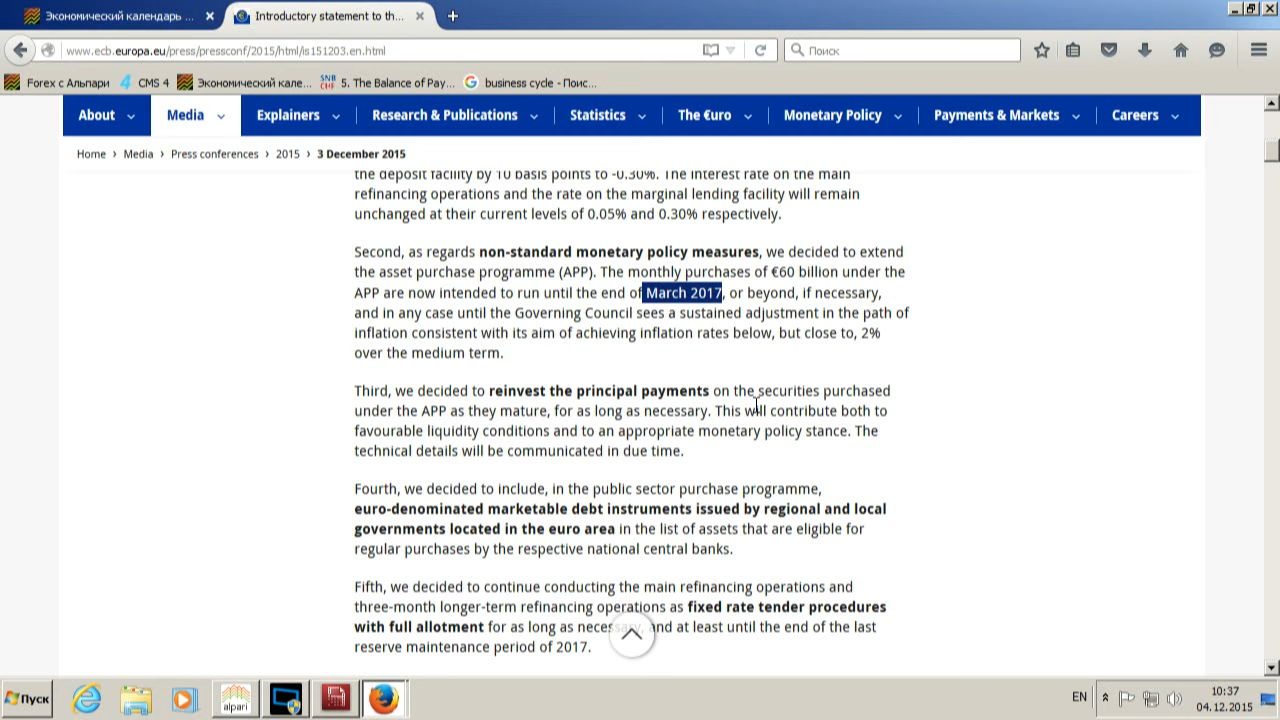 Экономический календарь ...
Introductory statement to th...
www.ecb.europa.eu/press/pressconf/2015/html/is151203.en.html
Поиск
Forex с Альпари
4 CMS 4
Экономический кале...
SNB
5. The Balance of Pay...
G business cycle - Поис...
About
Media
Explainers
Research & Publications
Statistics
The €uro
Monetary Policy
Payments & Markets
Careers
Home › Media › Press conferences › 2015 › 3 December 2015
the deposit facility by 10 basis points to -0.30%. The interest rate on the main
refinancing operations and the rate on the marginal lending facility will remain
unchanged at their current levels of 0.05% and 0.30% respectively.
Second, as regards non-standard monetary policy measures, we decided to extend
the asset purchase programme (APP). The monthly purchases of €60 billion under the
APP are now intended to run until the end of March 2017, or beyond, if necessary,
and in any case until the Governing Council sees a sustained adjustment in the path of
inflation consistent with its aim of achieving inflation rates below, but close to, 2%
over the medium term.
Third, we decided to reinvest the principal payments on the securities purchased
under the APP as they mature, for as long as necessary. This will contribute both to
favourable liquidity conditions and to an appropriate monetary policy stance. The
technical details will be communicated in due time.
Fourth, we decided to include, in the public sector purchase programme,
euro-denominated marketable debt instruments issued by regional and local
governments located in the euro area in the list of assets that are eligible for
regular purchases by the respective national central banks.
Fifth, we decided to continue conducting the main refinancing operations and
three-month longer-term refinancing operations as fixed rate tender procedures
with full allotment for as long as necessary, and at least until the end of the last
reserve maintenance period of 2017.
Пуск
alpari
EN
10:37
04.12.2015